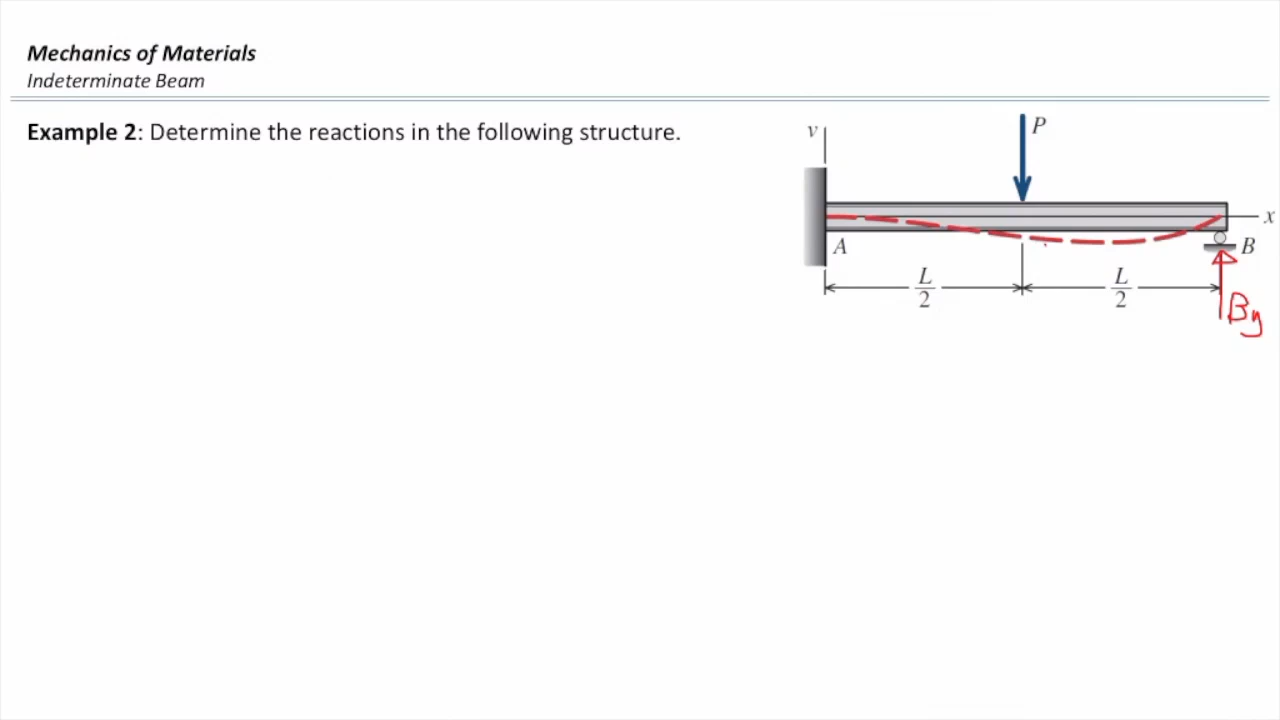 Mechanics of Materials
Indeterminate Beam
Example 2: Determine the reactions in the following structure.
v
P
x
A
B
L/2
L/2
By